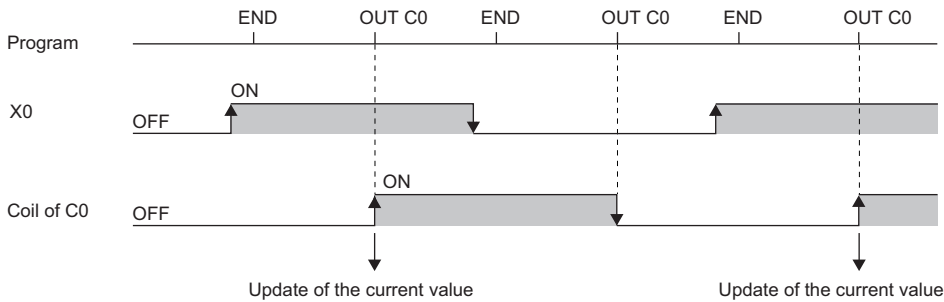 END OUT C0 END OUT C0 END OUT C0
Program
ON
X0
OFF
ON
Coil of C0
OFF
Update of the current value Update of the current value